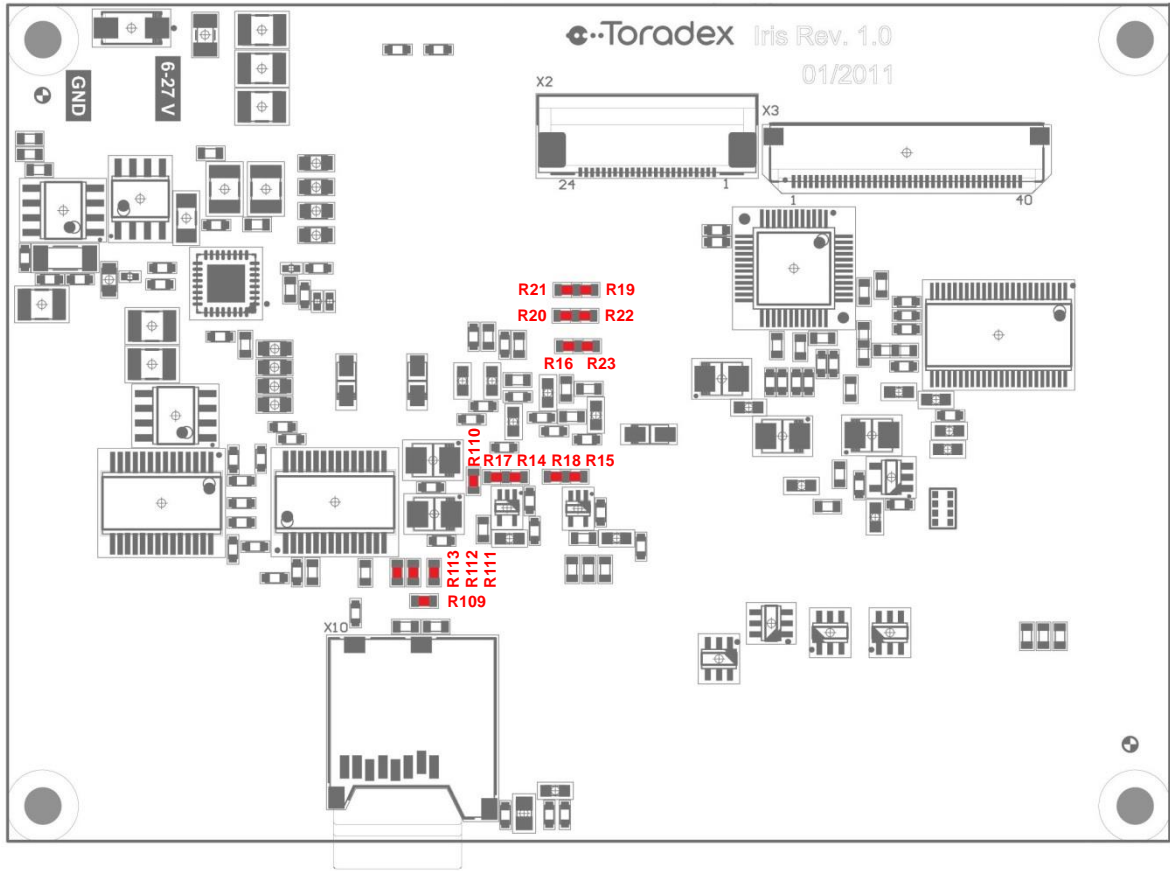 Toradex Iris Rev. 1.0
01/2011
GND
6-27 V
X2
X3
24 1
1 40
R21 R19
R20 R22
R16 R23
R110
R17 R14 R18 R15
R113
R112
R111
R109
X10